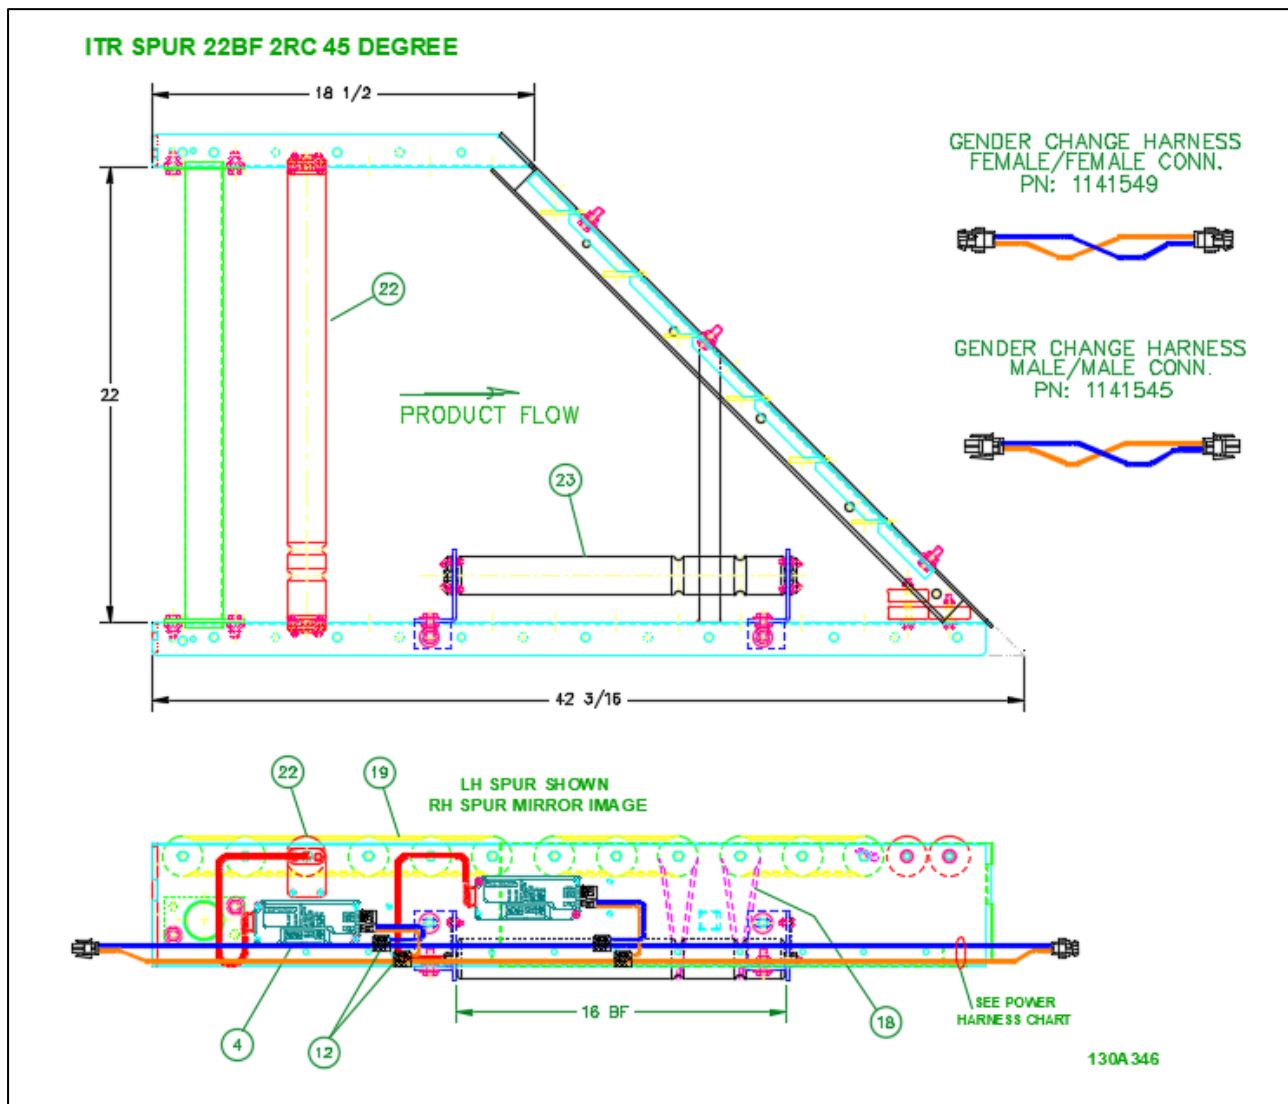 ITR SPUR 22BF 2RC 45 DEGREE
18 1/2
GENDER CHANGE HARNESS
FEMALE/FEMALE CONN.
PN: 1141549
22
22
PRODUCT FLOW
GENDER CHANGE HARNESS
MALE/MALE CONN.
PN: 1141545
23
42 3/16
22
19
LH SPUR SHOWN
RH SPUR MIRROR IMAGE
16 BF
18
SEE POWER
HARNESS CHART
4
12
130A346